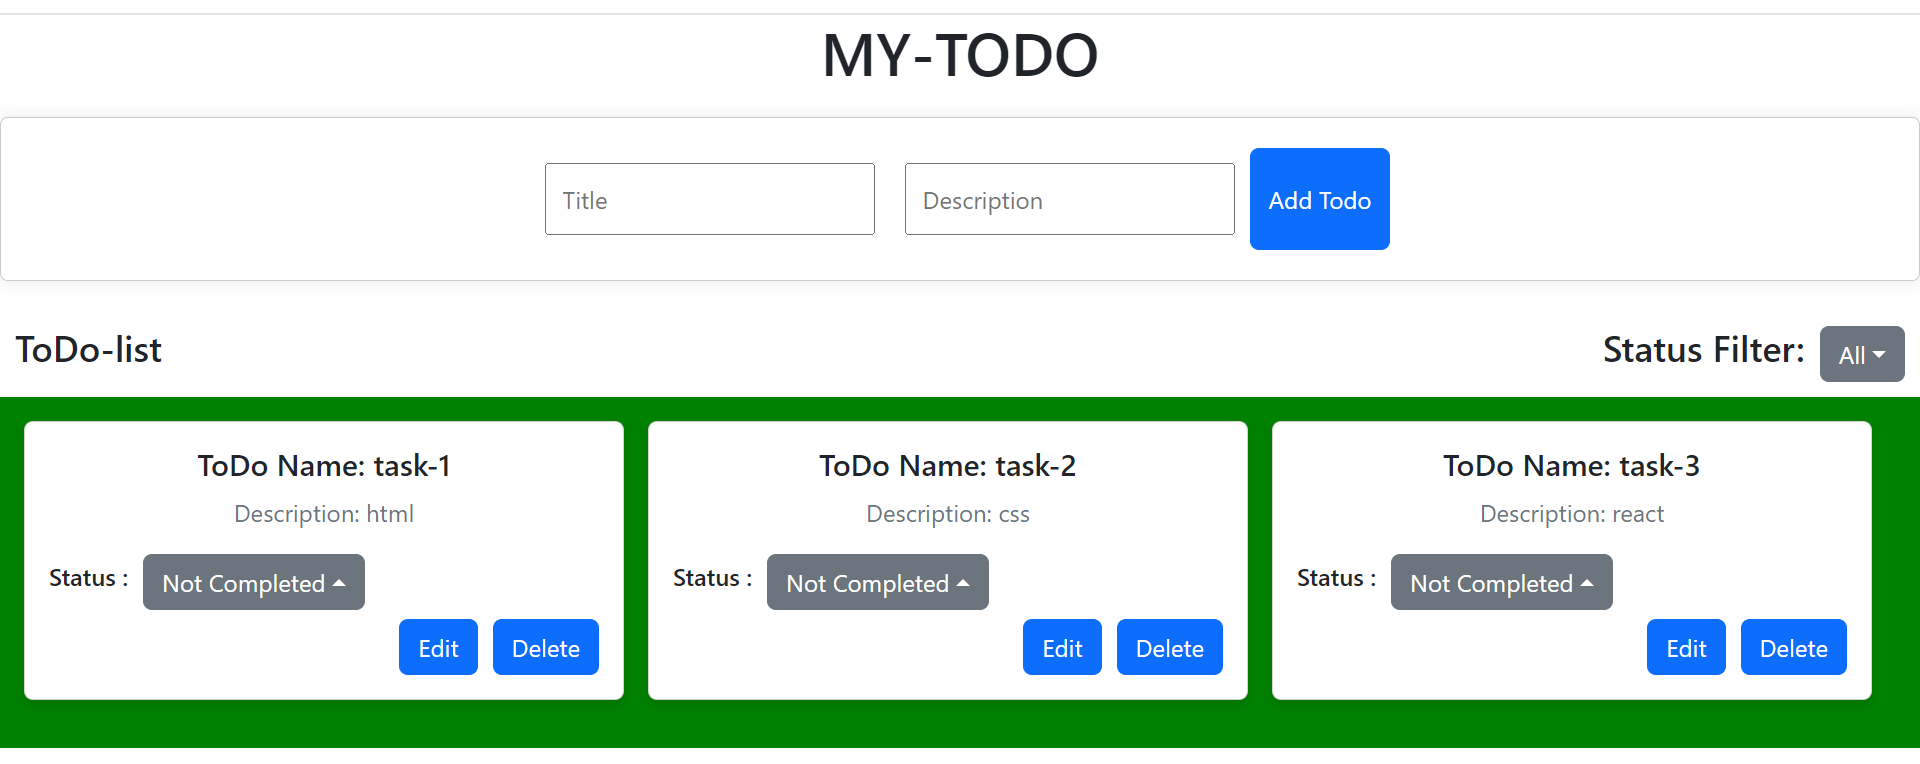 MY-TODO
Title
Description
Add Todo
ToDo-list
Status Filter:
All
ToDo Name: task-1
Description: html
Status :
Not Completed
Edit
Delete
ToDo Name: task-2
Description: css
Status :
Not Completed
Edit
Delete
ToDo Name: task-3
Description: react
Status :
Not Completed
Edit
Delete